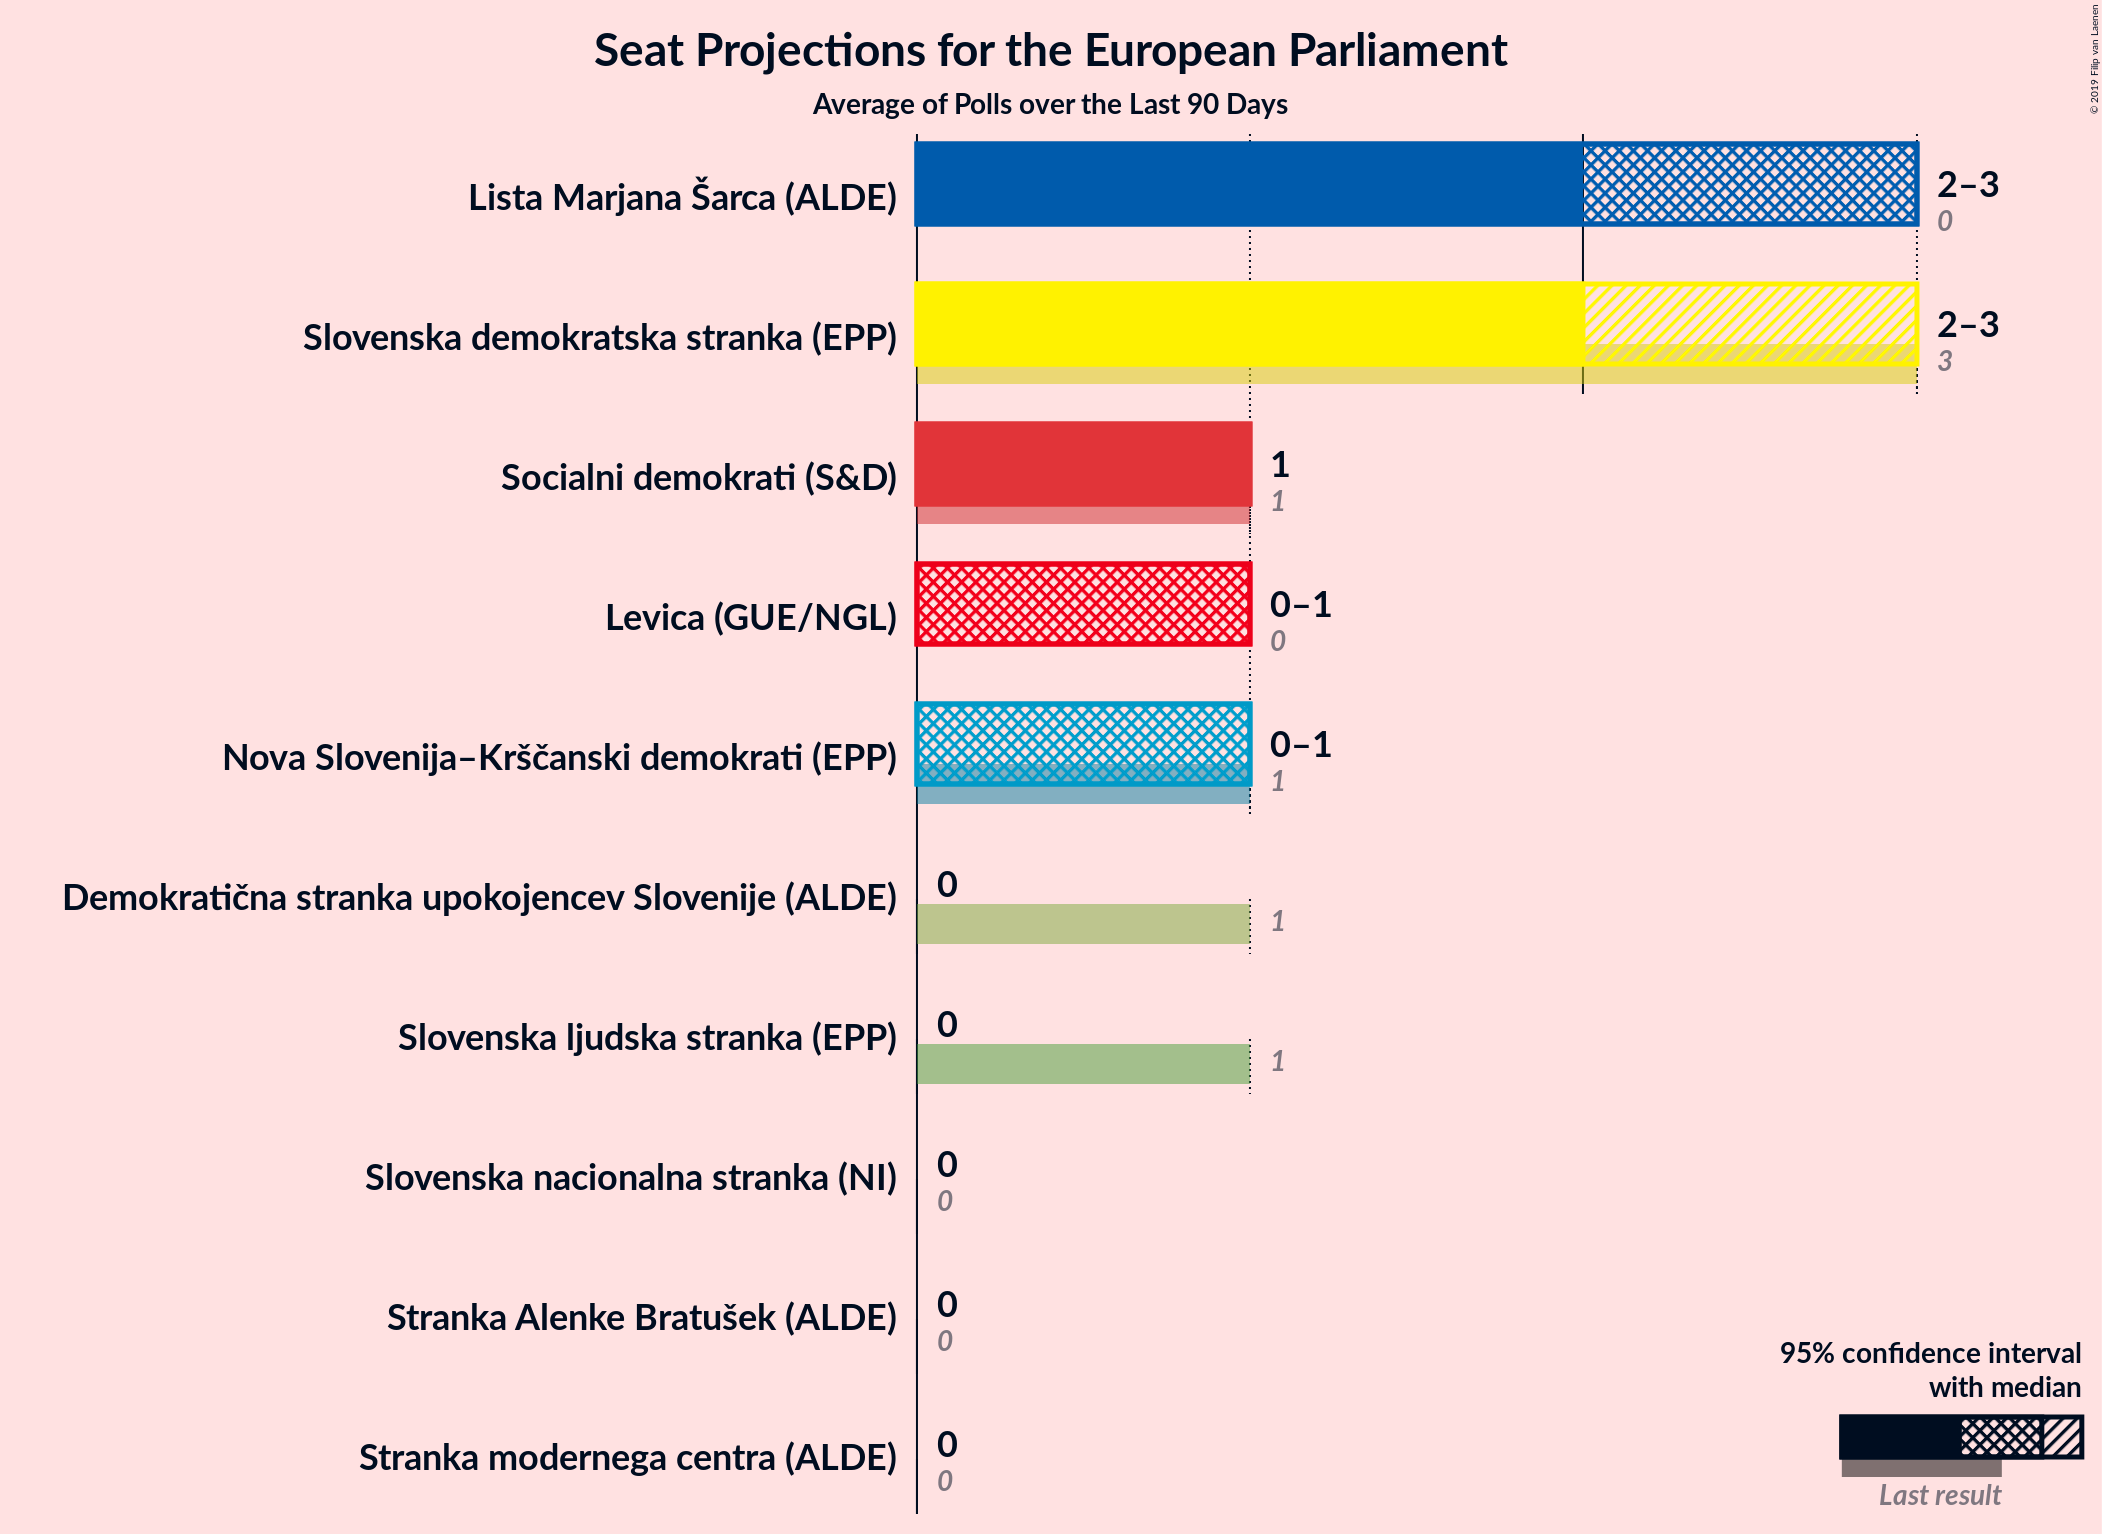 Seat Projections for the European Parliament
Average of Polls over the Last 90 Days
© 2019 Filip van Laenen
Lista Marjana Šarca (ALDE)
2–3
0
Slovenska demokratska stranka (EPP)
2–3
3
Socialni demokrati (S&D)
1
1
Levica (GUE/NGL)
0–1
0
Nova Slovenija–Krščanski demokrati (EPP)
0–1
1
Demokratična stranka upokojencev Slovenije (ALDE)
0
1
Slovenska ljudska stranka (EPP)
0
1
Slovenska nacionalna stranka (NI)
0
0
Stranka Alenke Bratušek (ALDE)
0
0
Stranka modernega centra (ALDE)
0
0
95% confidence interval
with median
Last result